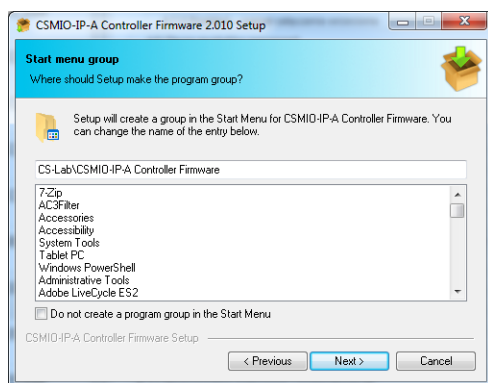 CSMIO-IP-A Controller Firmware 2.010 Setup
Start menu group
Where should Setup make the program group?
Setup will create a group in the Start Menu for CSMIO-IP-A Controller Firmware. You
can change the name of the entry below.
CS-Lab\CSMIO-IP-A Controller Firmware
7-Zip
AC3Filter
Accessories
Accessibility
System Tools
Tablet PC
Windows PowerShell
Administrative Tools
Adobe LiveCycle ES2
Do not create a program group in the Start Menu
CSMIO-IP-A Controller Firmware Setup
< Previous
Next >
Cancel